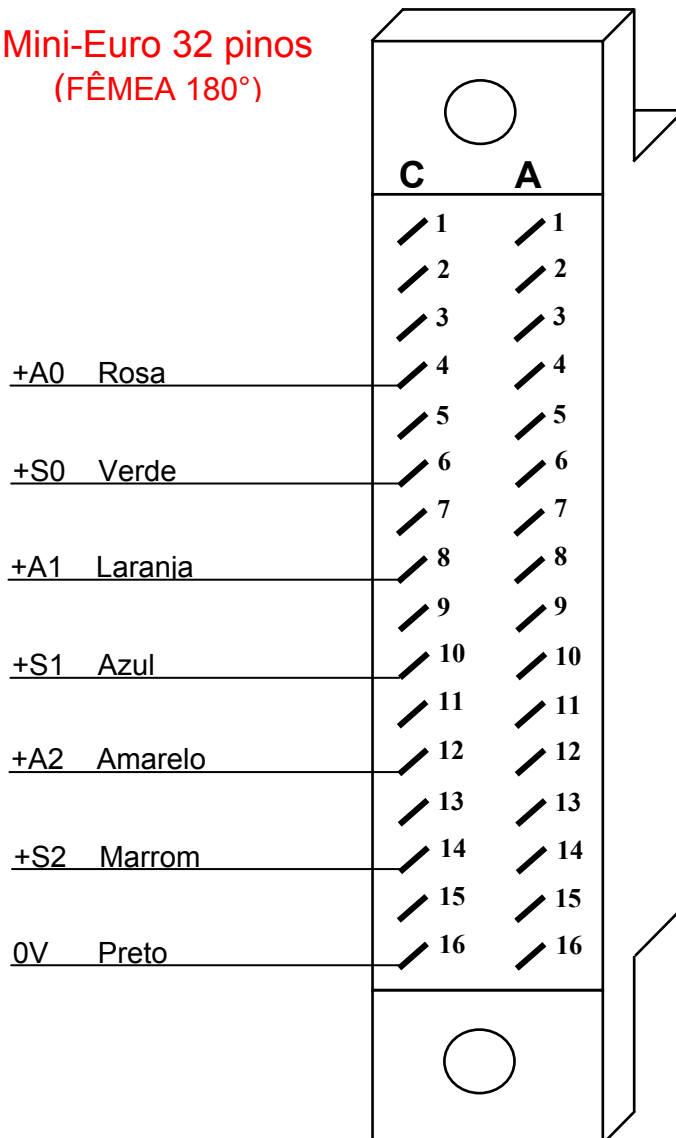 Mini-Euro 32 pinos
(FÊMEA 180°)
C A
1 1
2 2
3 3
+A0 Rosa 4 4
5 5
+S0 Verde 6 6
7 7
+A1 Laranja 8 8
9 9
+S1 Azul 10 10
11 11
+A2 Amarelo 12 12
13 13
+S2 Marrom 14 14
15 15
0V Preto 16 16